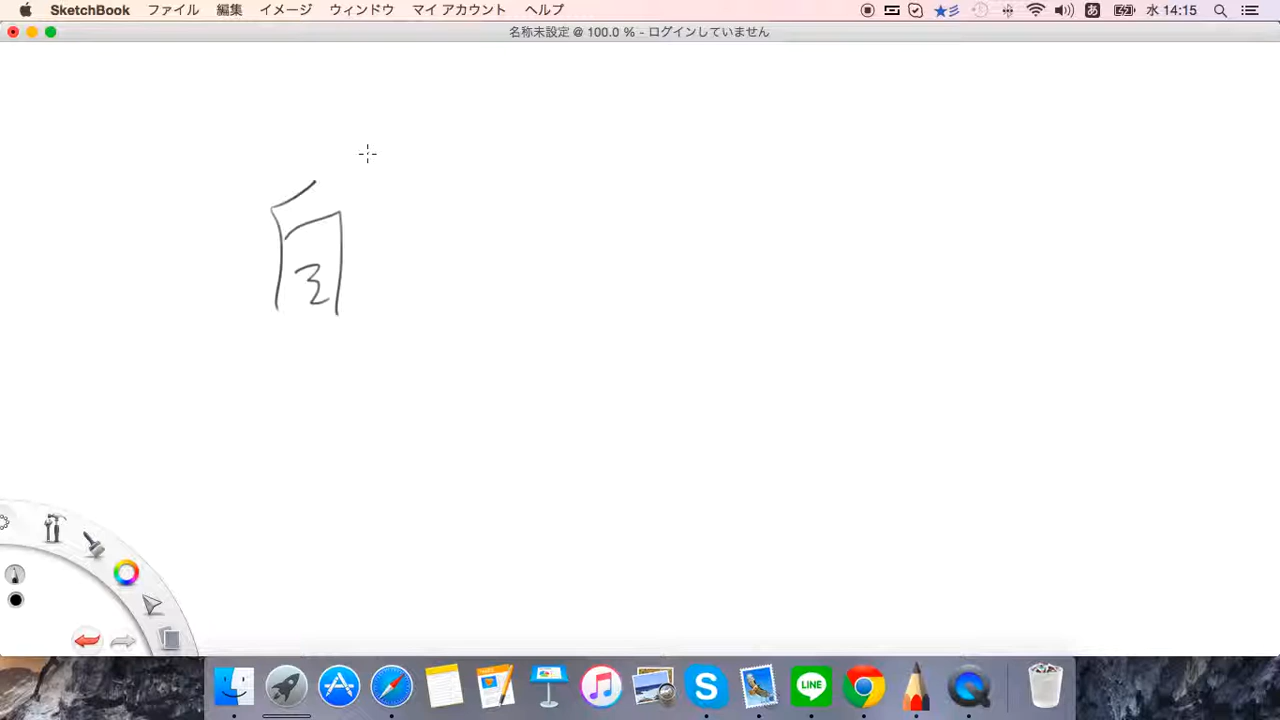 SketchBook ファイル 編集 イメージ ウィンドウ マイ アカウント ヘルプ あ 水 14:15
名称未設定 @ 100.0 % - ログインしていません
LINE